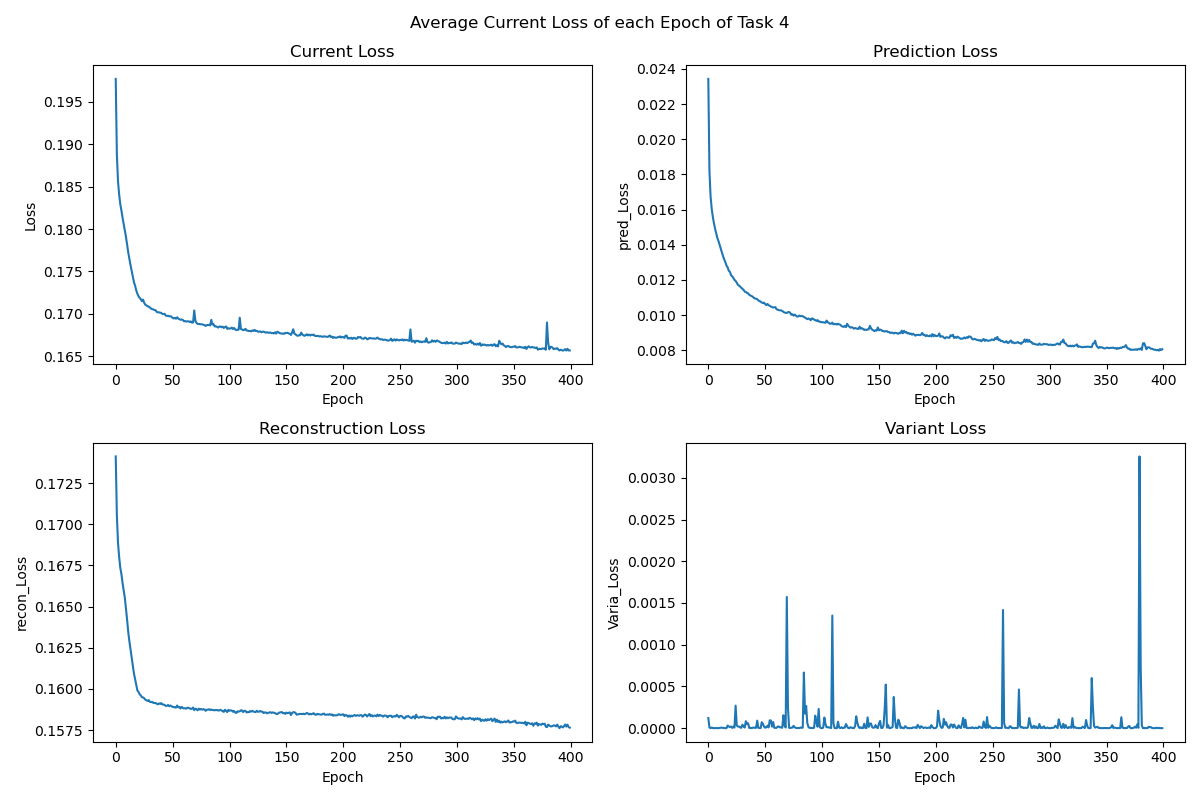 Average Current Loss of each Epoch of Task 4
Current Loss
0.195
0.190
0.185
0.180
0.175
0.170
0.165
Loss
0 50 100 150 200 250 300 350 400
Epoch
Prediction Loss
0.024
0.022
0.020
0.018
0.016
0.014
0.012
0.010
0.008
pred_Loss
0 50 100 150 200 250 300 350 400
Epoch
Reconstruction Loss
0.1725
0.1700
0.1675
0.1650
0.1625
0.1600
0.1575
recon_Loss
0 50 100 150 200 250 300 350 400
Epoch
Variant Loss
0.0030
0.0025
0.0020
0.0015
0.0010
0.0005
0.0000
Varia_Loss
0 50 100 150 200 250 300 350 400
Epoch